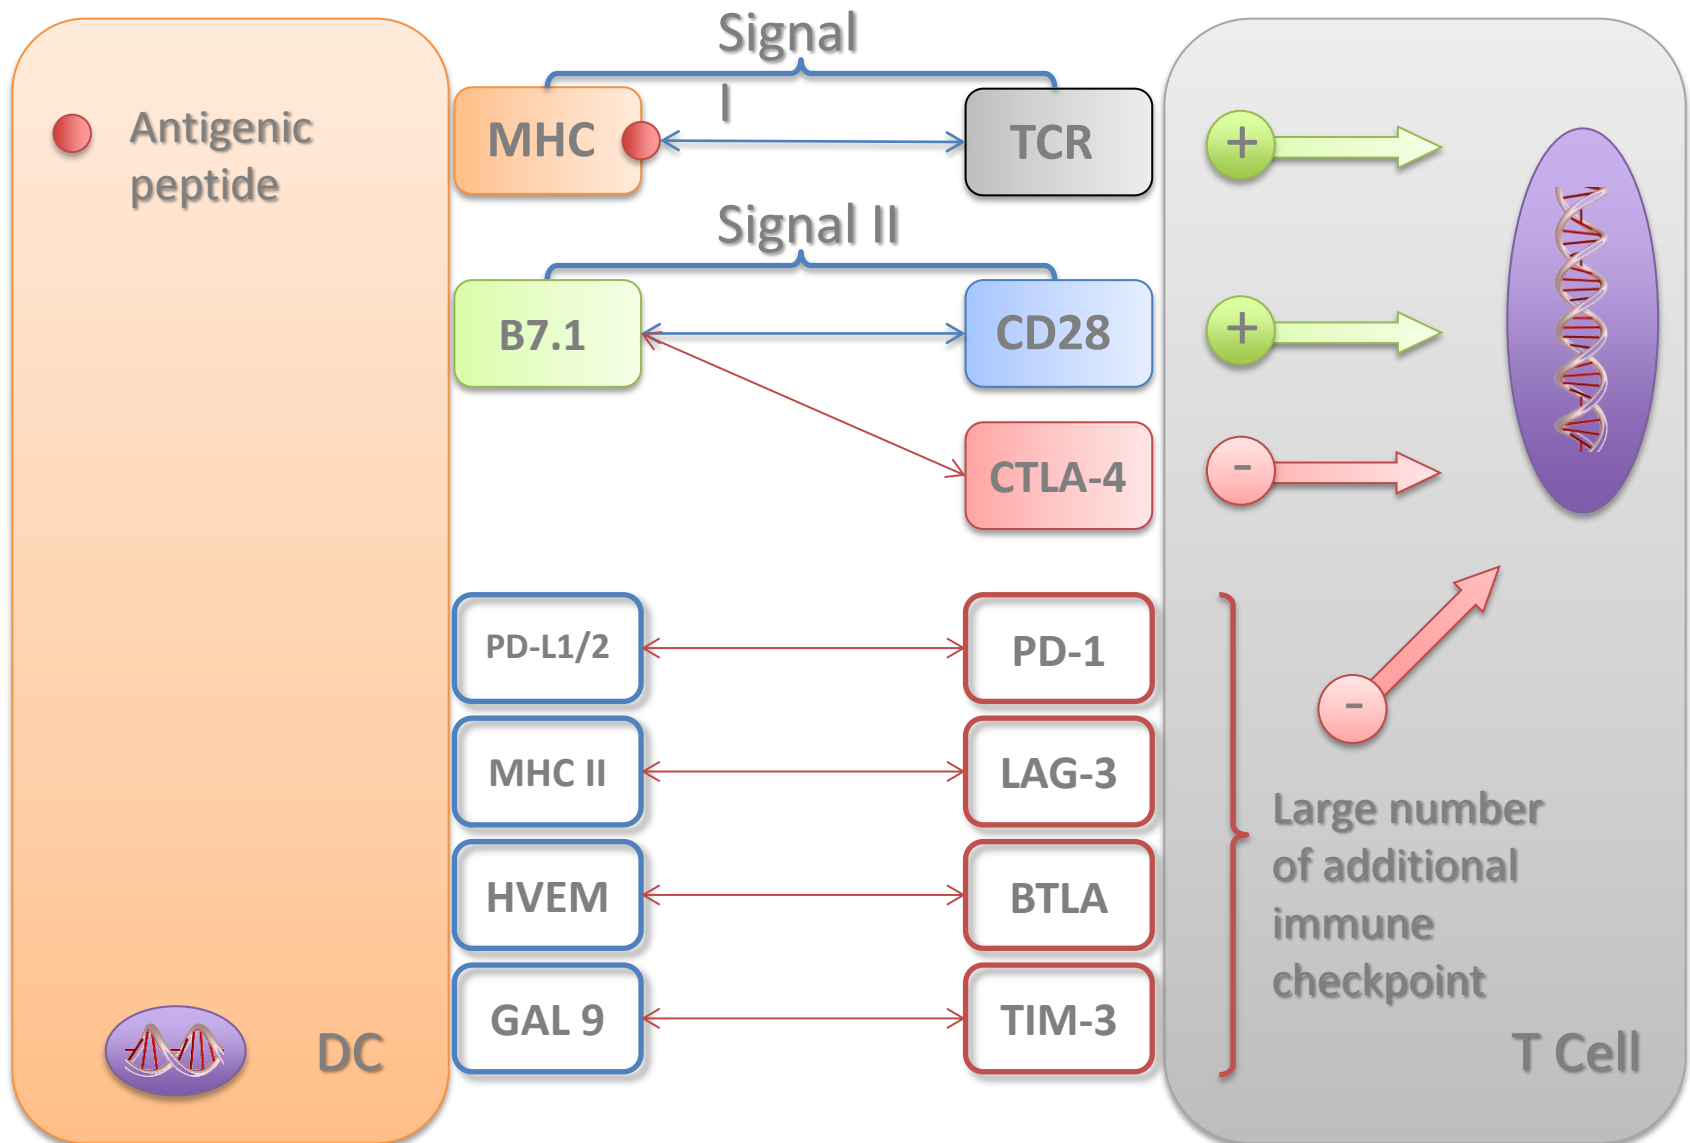 Signal
I
Antigenic
peptide
MHC
TCR
+
Signal II
B7.1
CD28
+
CTLA-4
-
PD-L1/2
PD-1
-
MHC II
LAG-3
Large number
of additional
immune
checkpoint
HVEM
BTLA
GAL 9
TIM-3
DC
T Cell